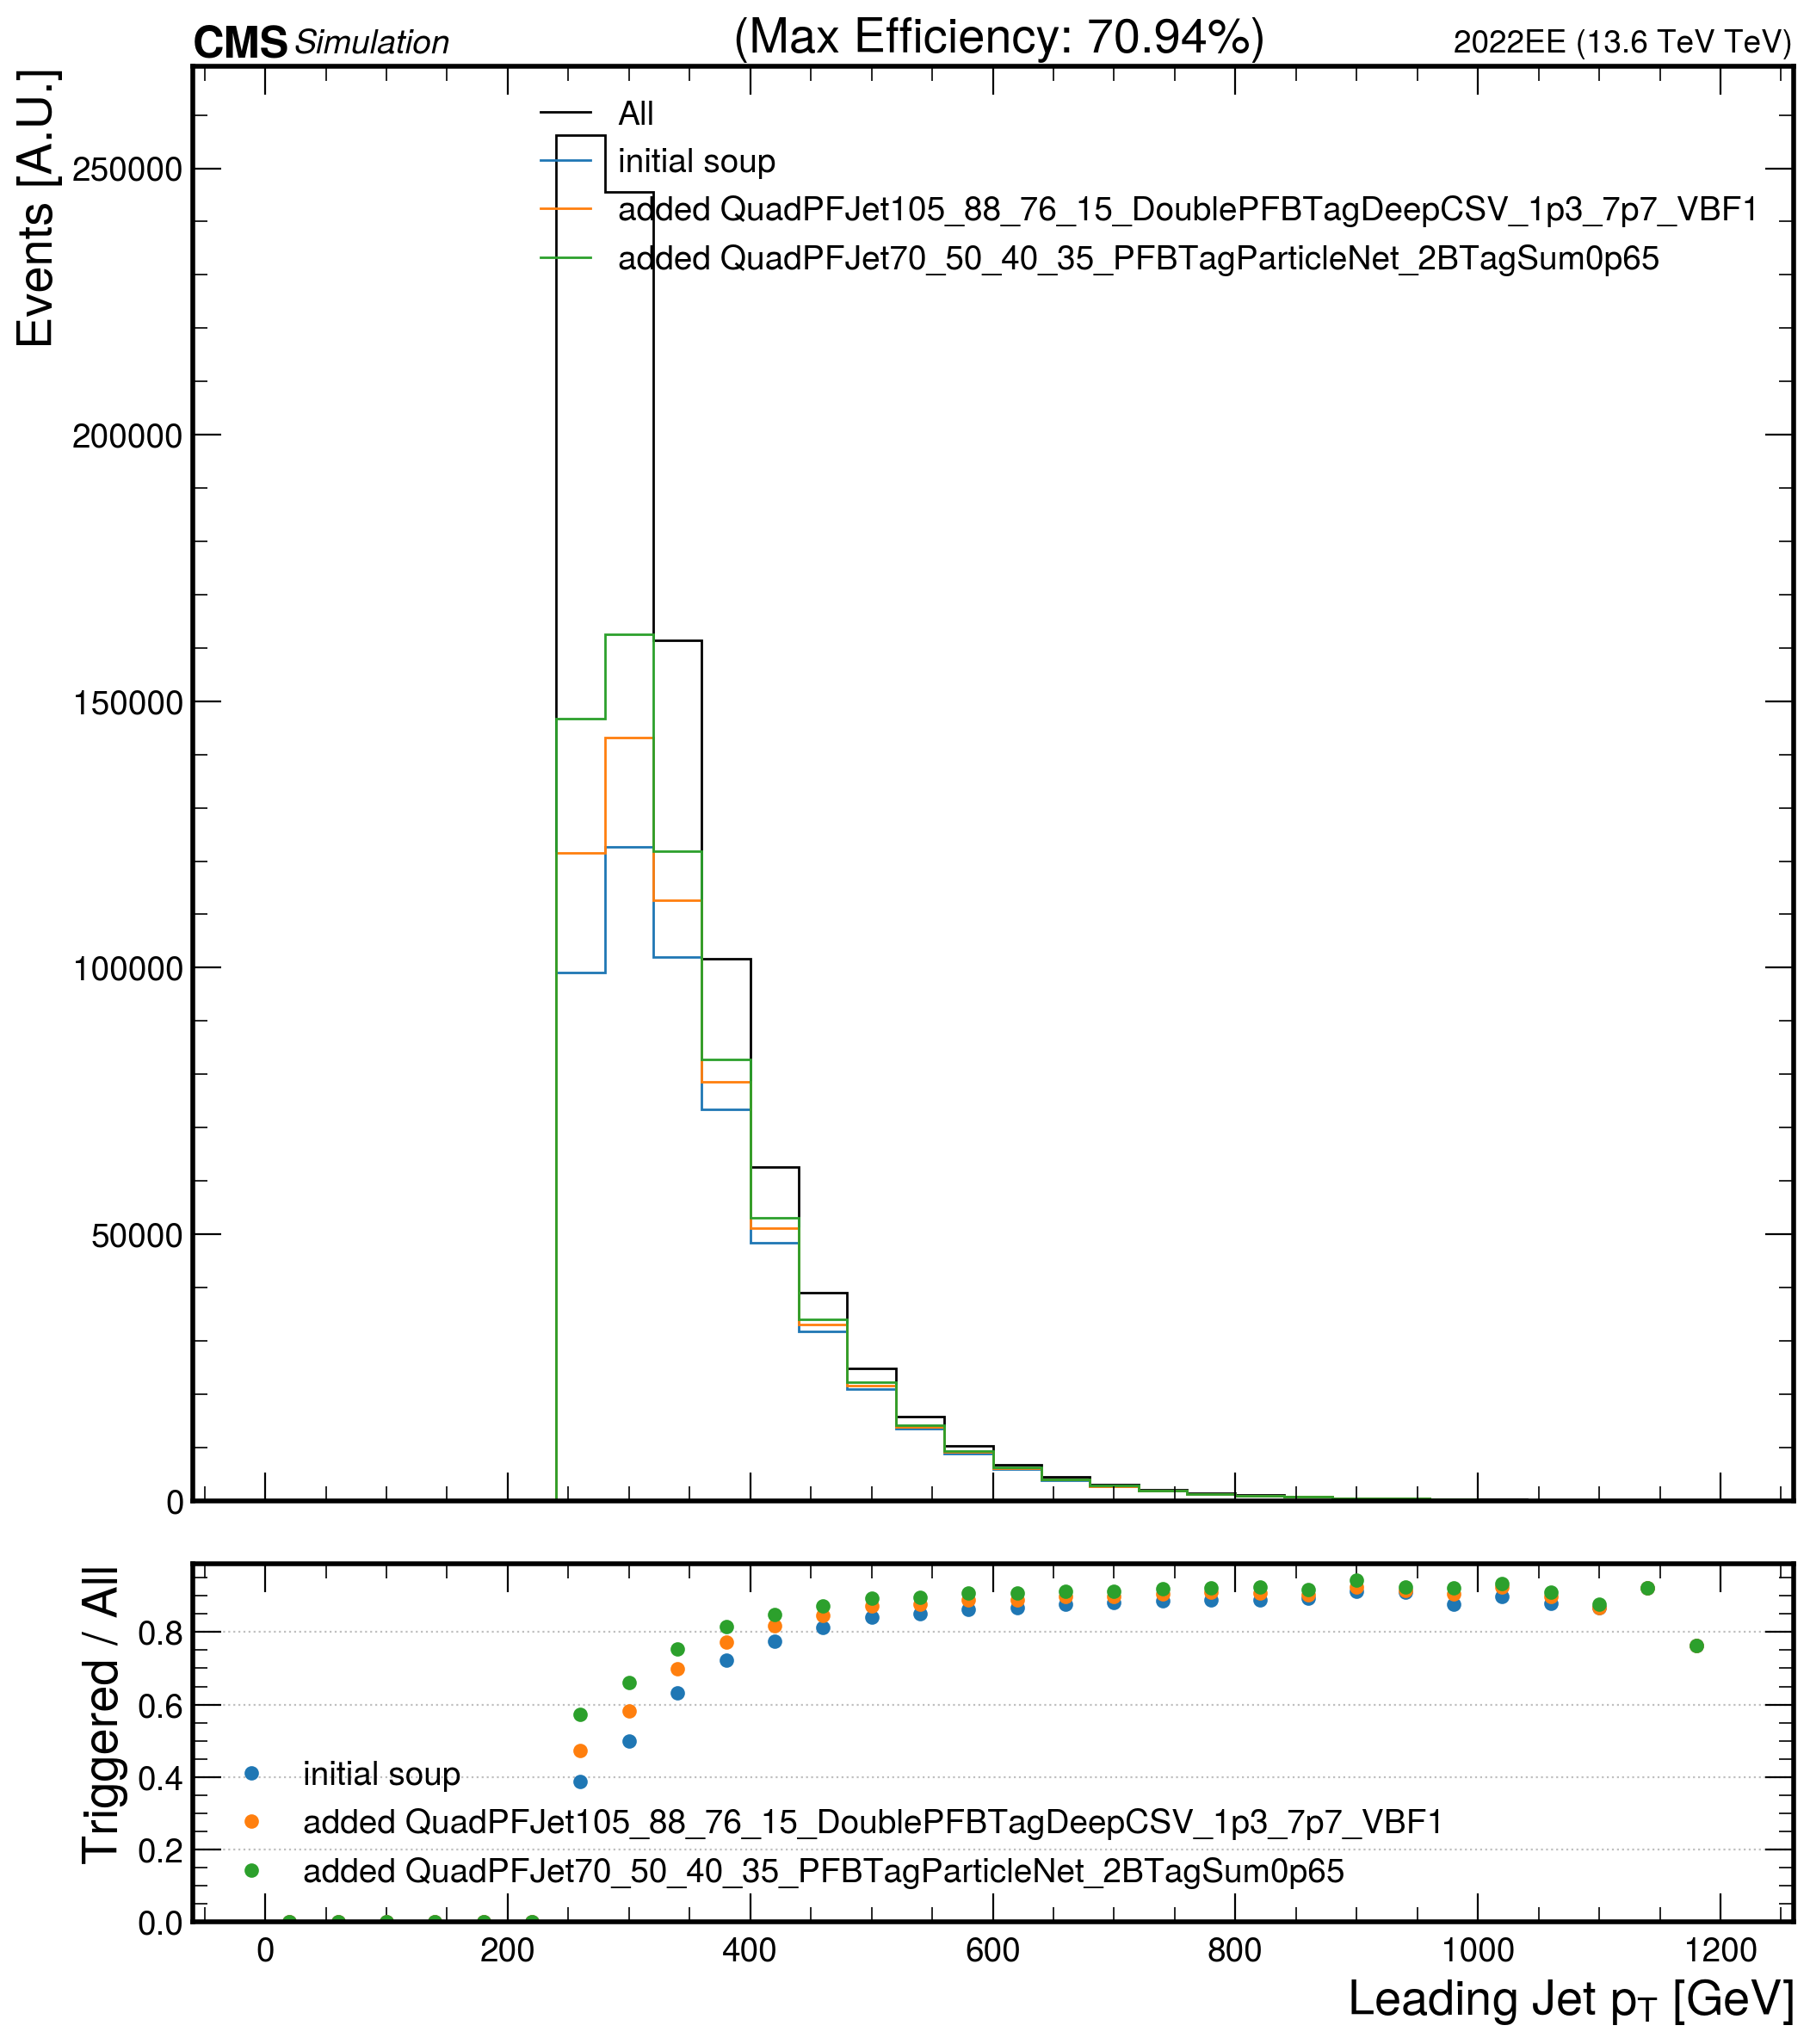 CMS Simulation (Max Efficiency: 70.94%) 2022EE (13.6 TeV TeV)
Events [A.U.]
All
initial soup
added QuadPFJet105_88_76_15_DoublePFBTagDeepCSV_1p3_7p7_VBF1
added QuadPFJet70_50_40_35_PFBTagParticleNet_2BTagSum0p65
250000
200000
150000
100000
50000
0
Triggered / All
0.8
0.6
0.4
0.2
0.0
initial soup
added QuadPFJet105_88_76_15_DoublePFBTagDeepCSV_1p3_7p7_VBF1
added QuadPFJet70_50_40_35_PFBTagParticleNet_2BTagSum0p65
0 200 400 600 800 1000 1200
Leading Jet pT [GeV]